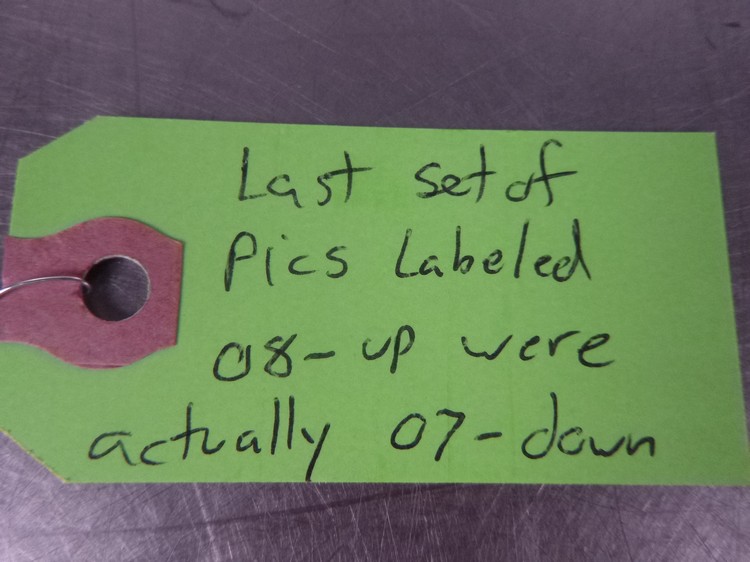 Last set of
Pics Labeled
08-up were
actually 07-down